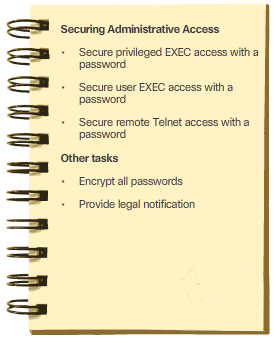 Securing Administrative Access
• Secure privileged EXEC access with a
password
• Secure user EXEC access with a
password
• Secure remote Telnet access with a
password
Other tasks
• Encrypt all passwords
• Provide legal notification